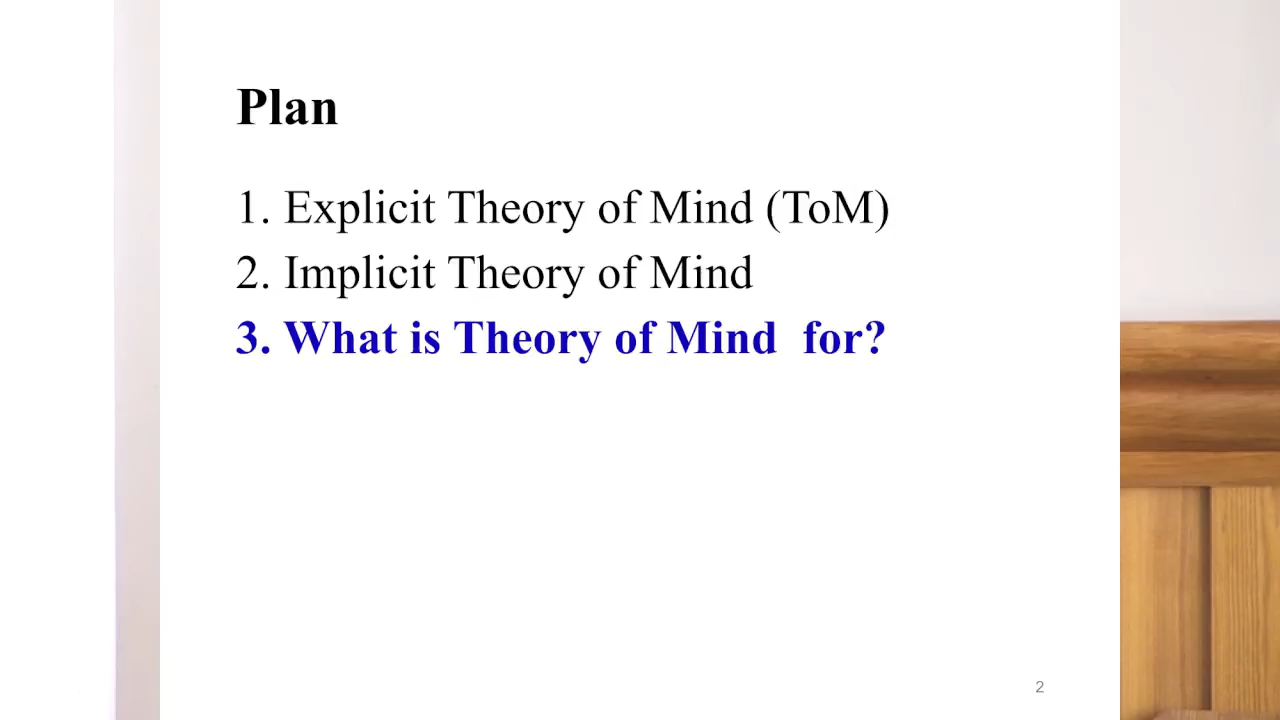 Plan
1. Explicit Theory of Mind (ToM)
2. Implicit Theory of Mind
3. What is Theory of Mind for?
2